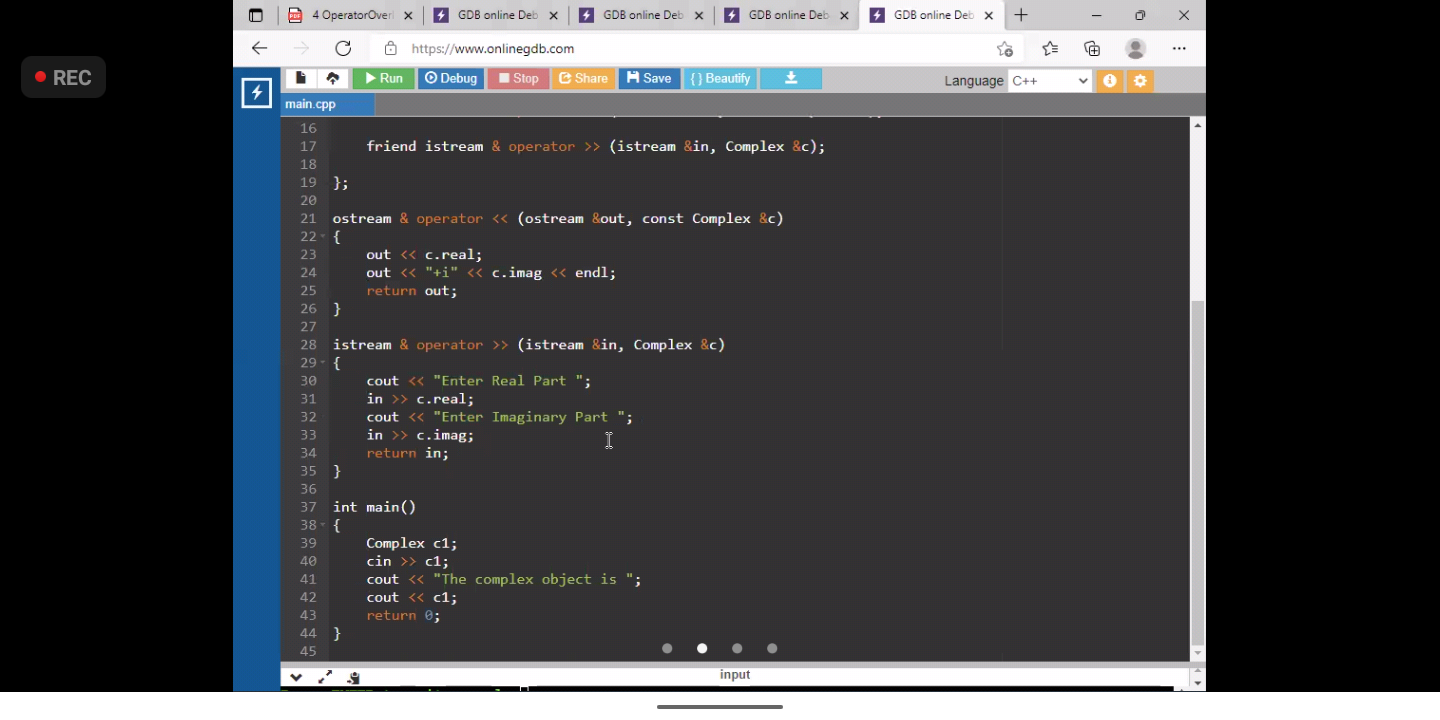 REC
4 OperatorOverl
GDB online Deb
GDB online Deb
GDB online Deb
GDB online Deb
https://www.onlinegdb.com
Run
Debug
Stop
Share
Save
{ } Beautify
Language
C++
main.cpp
16
17 friend istream & operator >> (istream &in, Complex &c);
18
19 };
20
21 ostream & operator << (ostream &out, const Complex &c)
22 {
23 out << c.real;
24 out << "+i" << c.imag << endl;
25 return out;
26 }
27
28 istream & operator >> (istream &in, Complex &c)
29 {
30 cout << "Enter Real Part ";
31 in >> c.real;
32 cout << "Enter Imaginary Part ";
33 in >> c.imag;
34 return in;
35 }
36
37 int main()
38 {
39 Complex c1;
40 cin >> c1;
41 cout << "The complex object is ";
42 cout << c1;
43 return 0;
44 }
45
input